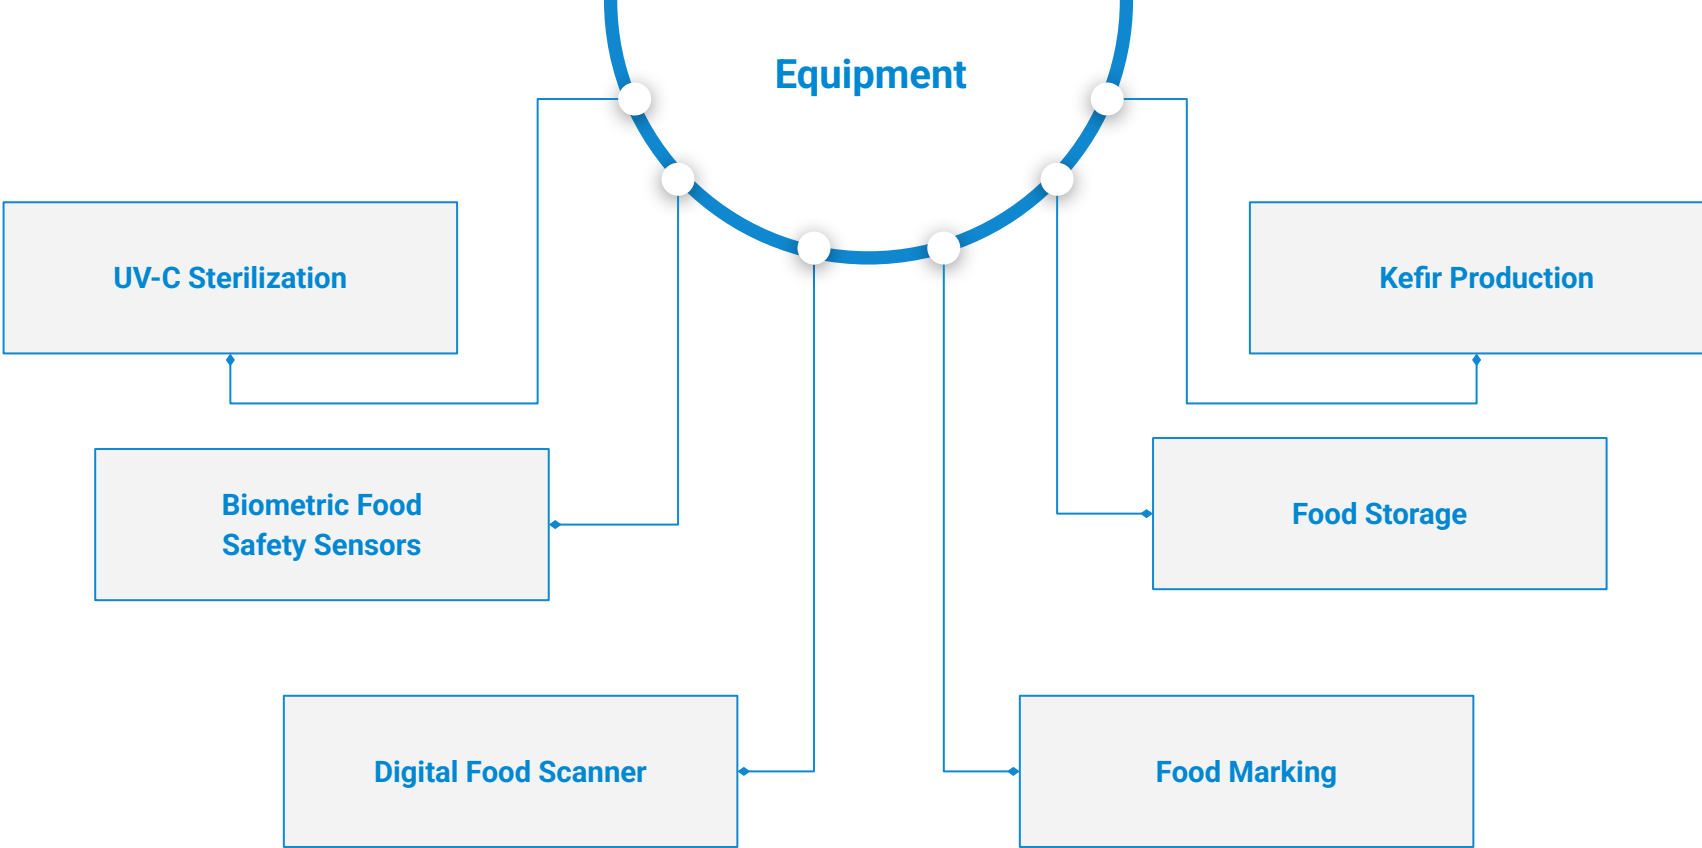 Equipment
UV-C Sterilization
Kefir Production
Biometric Food
Safety Sensors
Food Storage
Digital Food Scanner
Food Marking